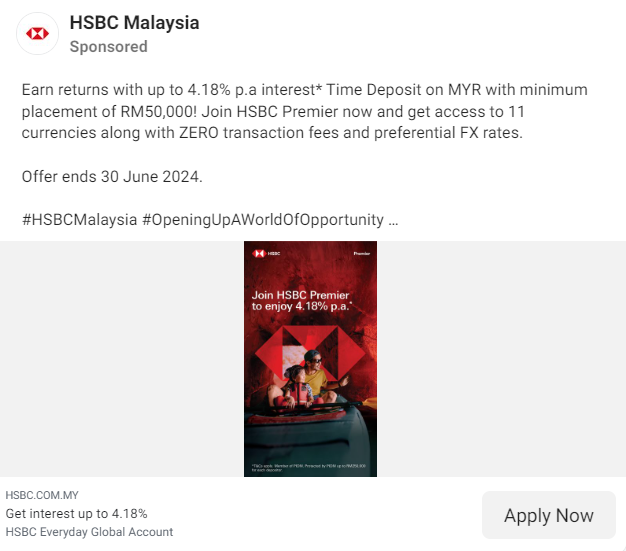 HSBC Malaysia
Sponsored
Earn returns with up to 4.18% p.a interest* Time Deposit on MYR with minimum
placement of RM50,000! Join HSBC Premier now and get access to 11
currencies along with ZERO transaction fees and preferential FX rates.
Offer ends 30 June 2024.
#HSBCMalaysia #OpeningUpAWorldOfOpportunity ...
HSBC
Premier
Join HSBC Premier
to enjoy 4.18% p.a.*
*T&Cs apply. Member of PIDM. Protected by PIDM up to RM250,000
for each depositor
HSBC.COM.MY
Get interest up to 4.18%
HSBC Everyday Global Account
Apply Now